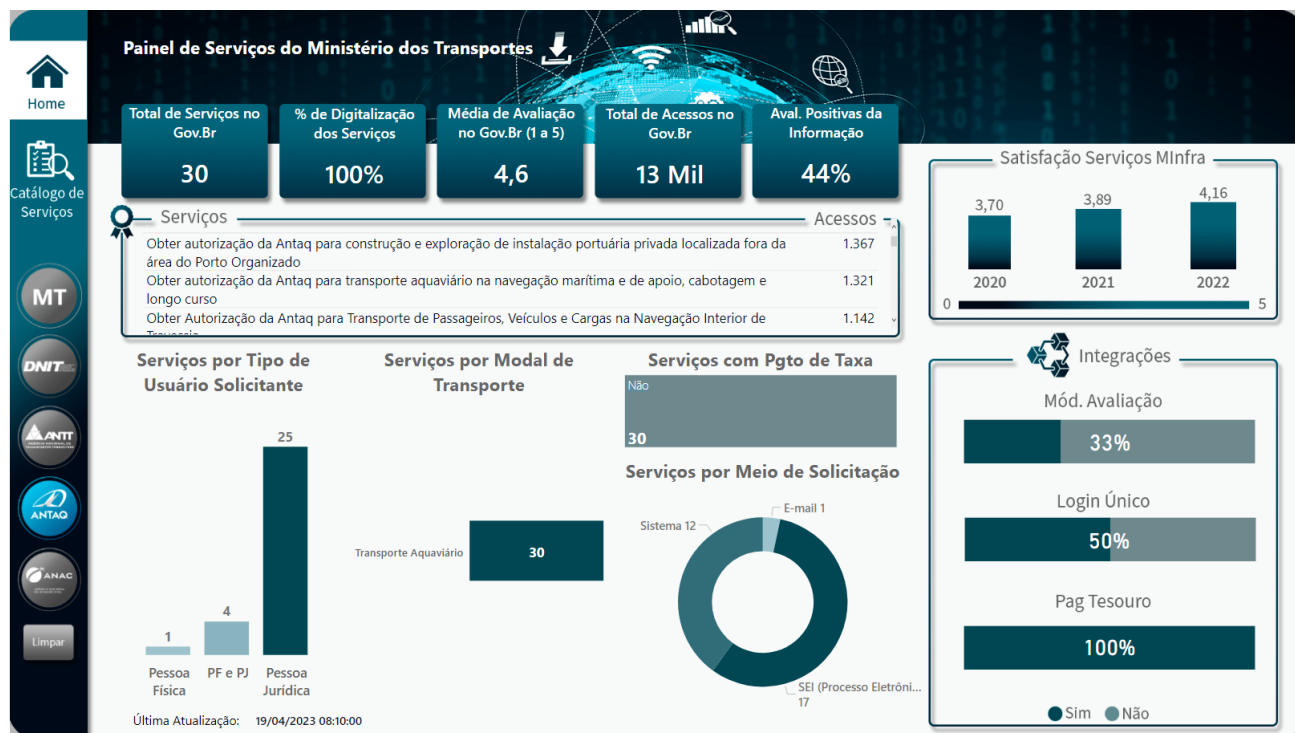 Painel de Serviços do Ministério dos Transportes
Home
Catálogo de
Serviços
MT
DNIT
ANTT
ANTAQ
ANAC
Limpar
Total de Serviços no
Gov.Br
30
% de Digitalização
dos Serviços
100%
Média de Avaliação
no Gov.Br (1 a 5)
4,6
Total de Acessos no
Gov.Br
13 Mil
Aval. Positivas da
Informação
44%
Serviços
Acessos
Obter autorização da Antaq para construção e exploração de instalação portuária privada localizada fora da
área do Porto Organizado
1.367
Obter autorização da Antaq para transporte aquaviário na navegação marítima e de apoio, cabotagem e
longo curso
1.321
Obter Autorização da Antaq para Transporte de Passageiros, Veículos e Cargas na Navegação Interior de
Travessia
1.142
Satisfação Serviços MInfra
3,70
3,89
4,16
2020
2021
2022
0
5
Serviços por Tipo de
Usuário Solicitante
25
4
1
Pessoa
Física
PF e PJ
Pessoa
Jurídica
Última Atualização: 19/04/2023 08:10:00
Serviços por Modal de
Transporte
Transporte Aquaviário
30
Serviços com Pgto de Taxa
Não
30
Serviços por Meio de Solicitação
E-mail 1
Sistema 12
SEI (Processo Eletrôni...
17
Integrações
Mód. Avaliação
33%
Login Único
50%
Pag Tesouro
100%
Sim
Não